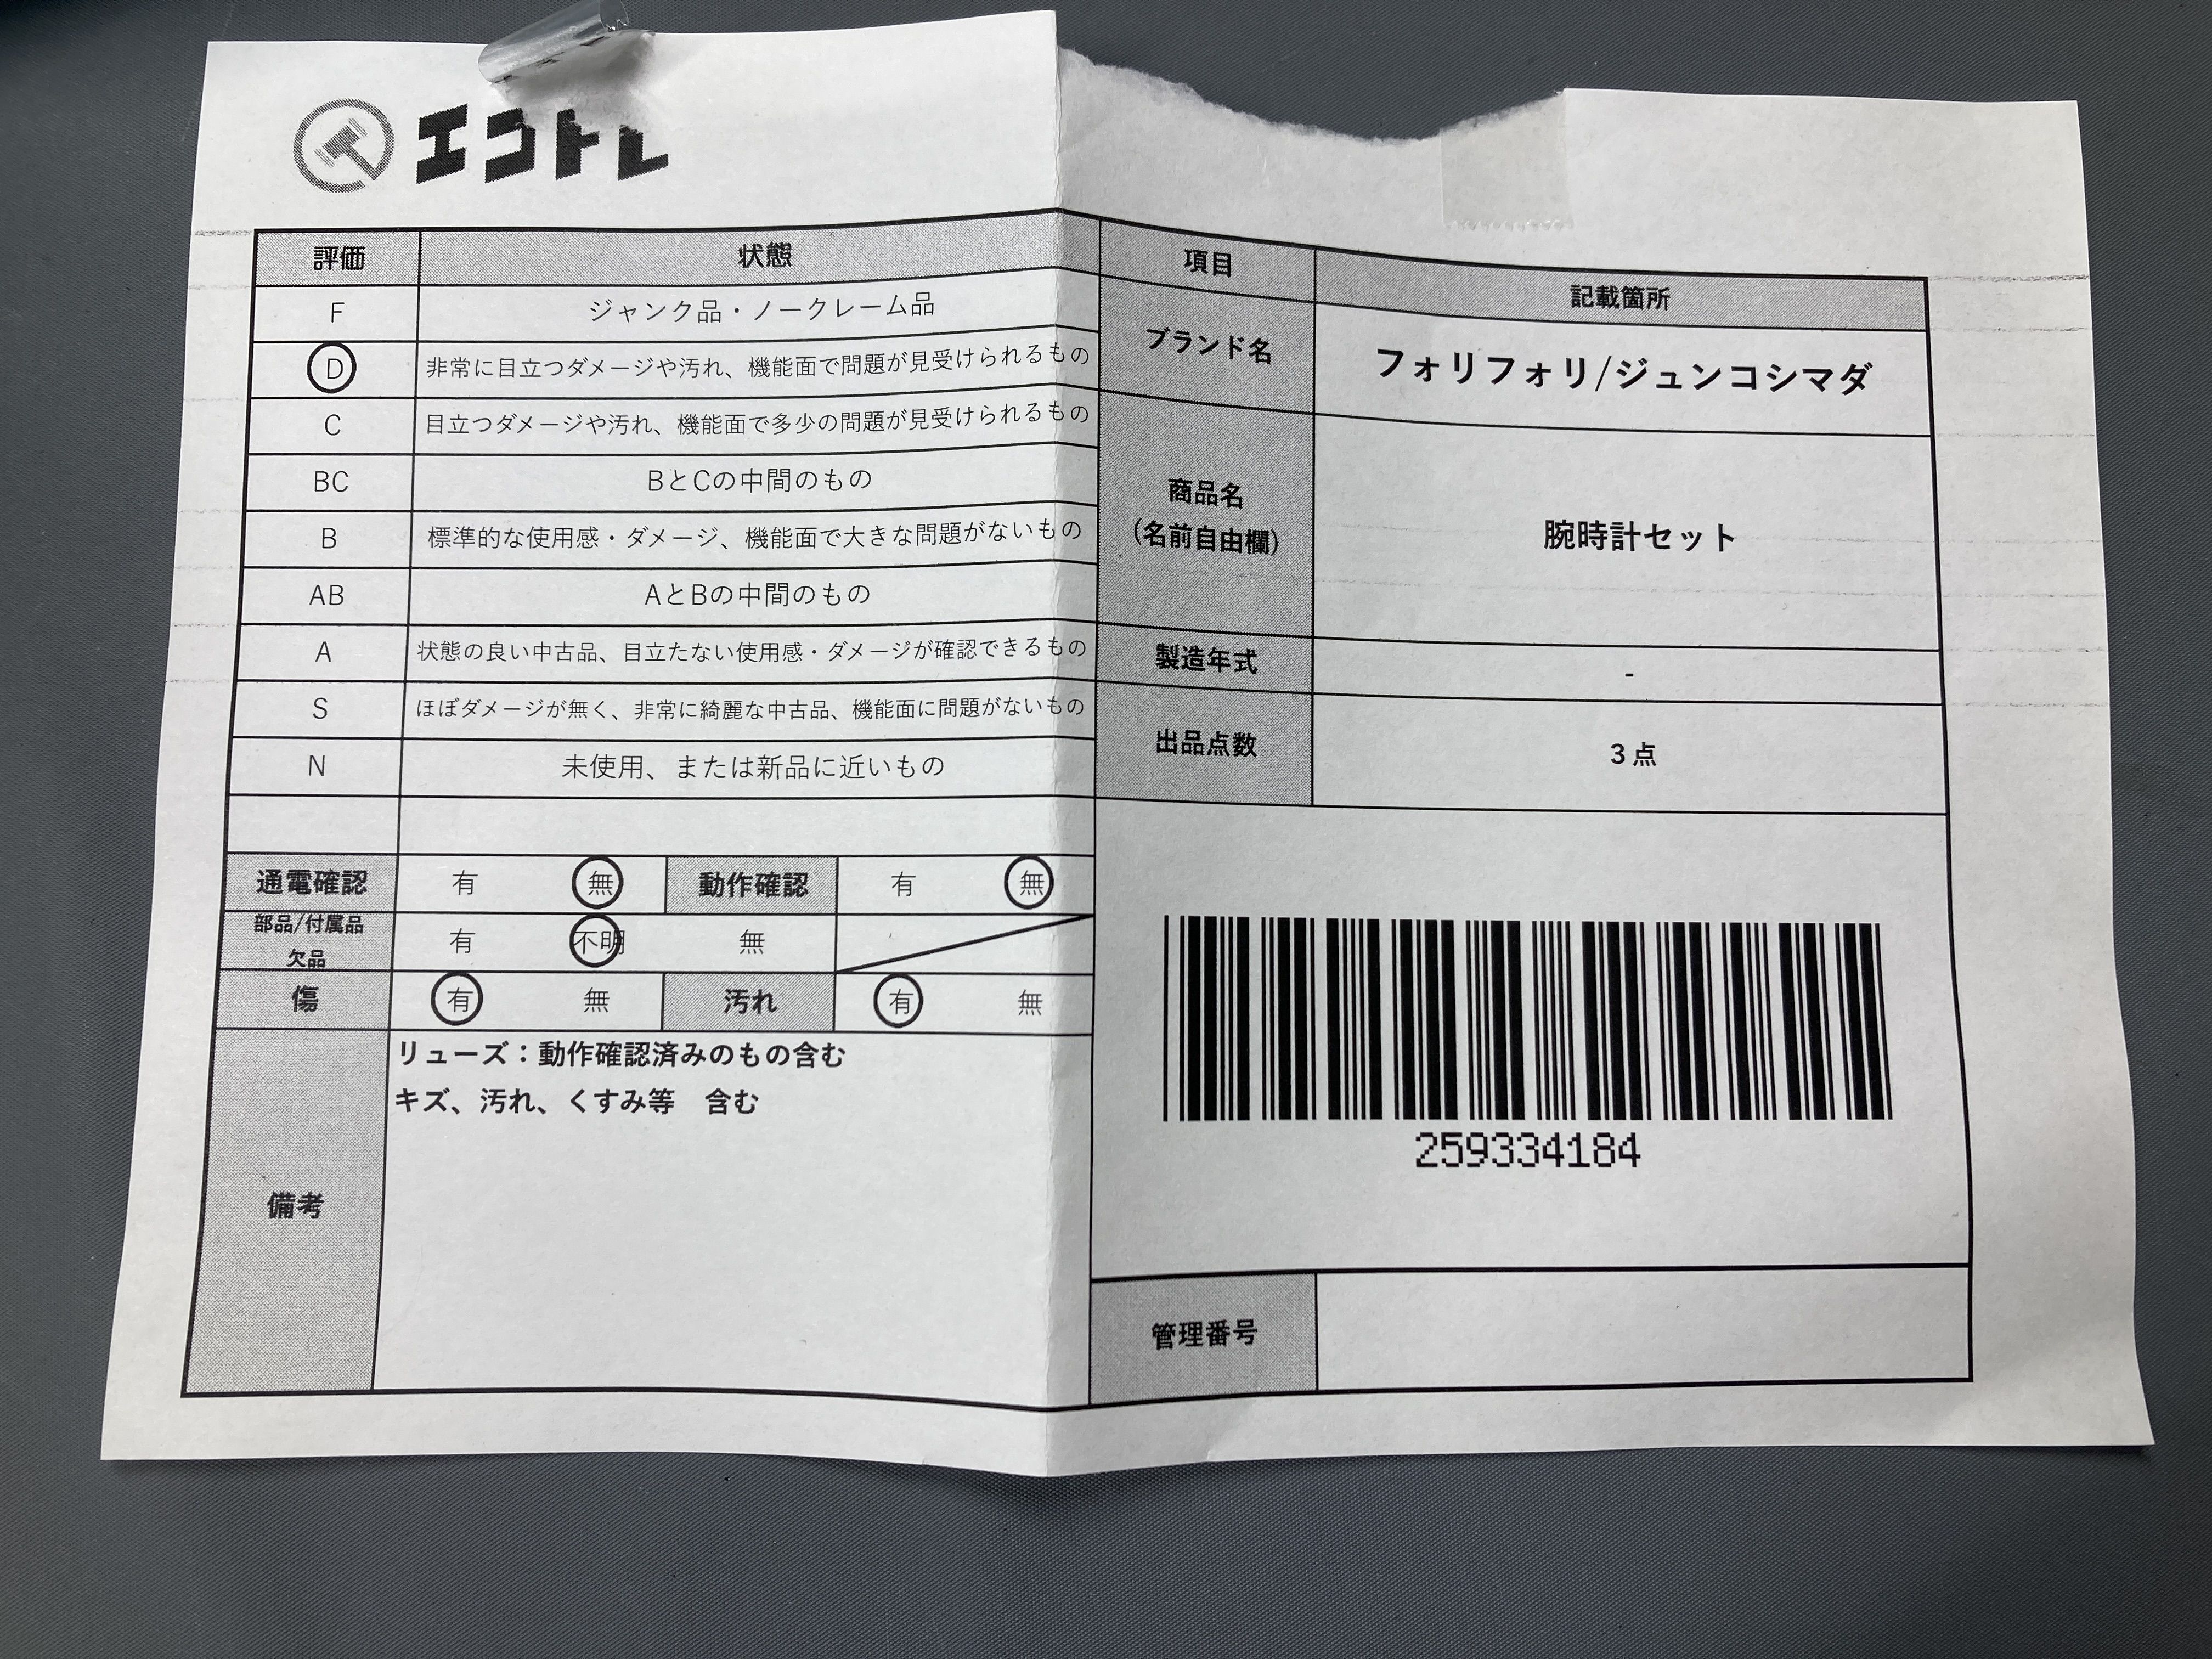 エコトレ
評価 状態
F ジャンク品・ノークレーム品
D 非常に目立つダメージや汚れ、機能面で問題が見受けられるもの
C 目立つダメージや汚れ、機能面で多少の問題が見受けられるもの
BC BとCの中間のもの
B 標準的な使用感・ダメージ、機能面で大きな問題がないもの
AB AとBの中間のもの
A 状態の良い中古品、目立たない使用感・ダメージが確認できるもの
S ほぼダメージが無く、非常に綺麗な中古品、機能面に問題がないもの
N 未使用、または新品に近いもの
通電確認 有 無 動作確認 有 無
部品/付属品
欠品 有 不明 無
傷 有 無 汚れ 有 無
備考
リューズ：動作確認済みのもの含む
キズ、汚れ、くすみ等　含む
項目 記載箇所
ブランド名 フォリフォリ/ジュンコシマダ
商品名
(名前自由欄) 腕時計セット
製造年式 -
出品点数 3点
259334184
管理番号